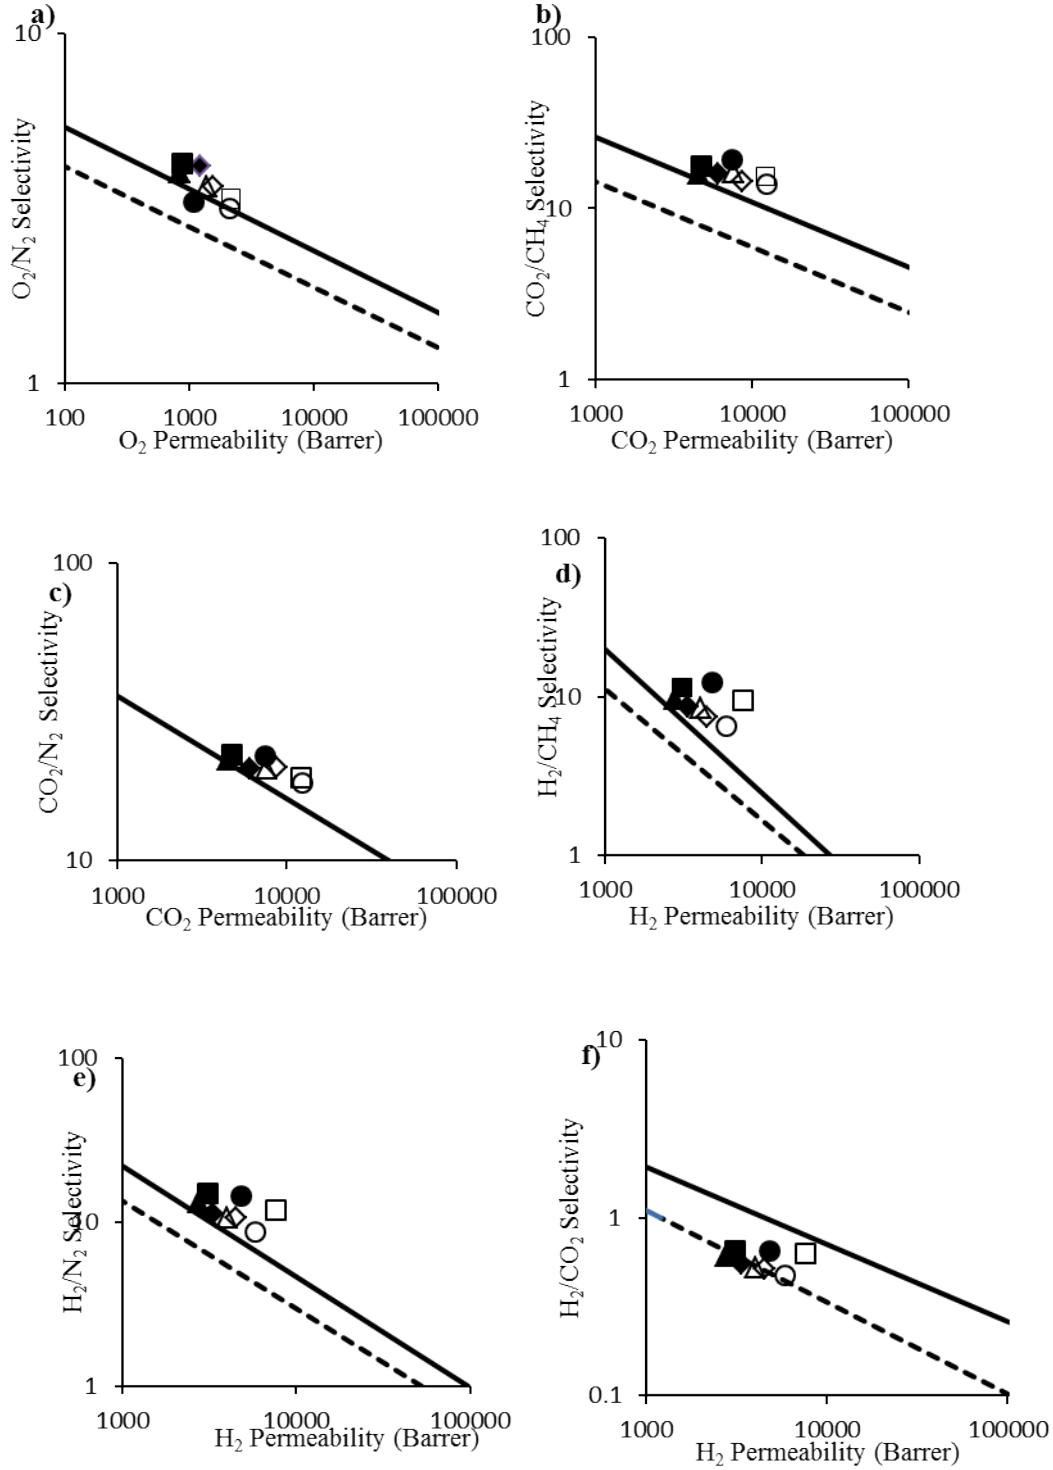 a)
10
O2/N2 Selectivity
1
100 1000 10000 100000
O2 Permeability (Barrer)
b)
100
CO2/CH4 Selectivity
10
1
1000 10000 100000
CO2 Permeability (Barrer)
c)
100
CO2/N2 Selectivity
10
1000 10000 100000
CO2 Permeability (Barrer)
d)
100
H2/CH4 Selectivity
10
1
1000 10000 100000
H2 Permeability (Barrer)
e)
100
H2/N2 Selectivity
10
1
1000 10000 100000
H2 Permeability (Barrer)
f)
10
H2/CO2 Selectivity
1
0.1
1000 10000 100000
H2 Permeability (Barrer)